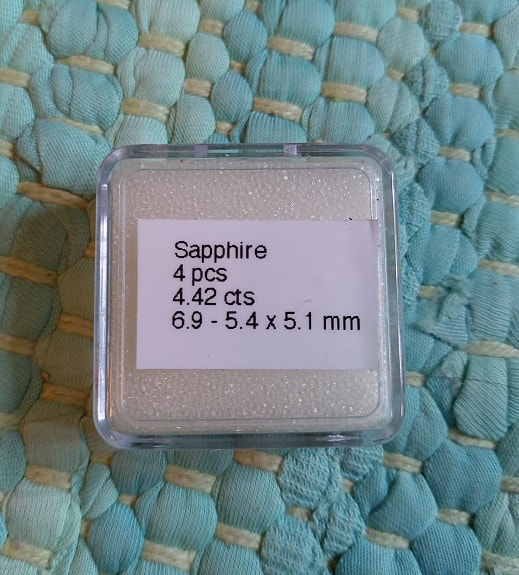 Sapphire
4 pcs
4.42 cts
6.9 - 5.4 x 5.1 mm